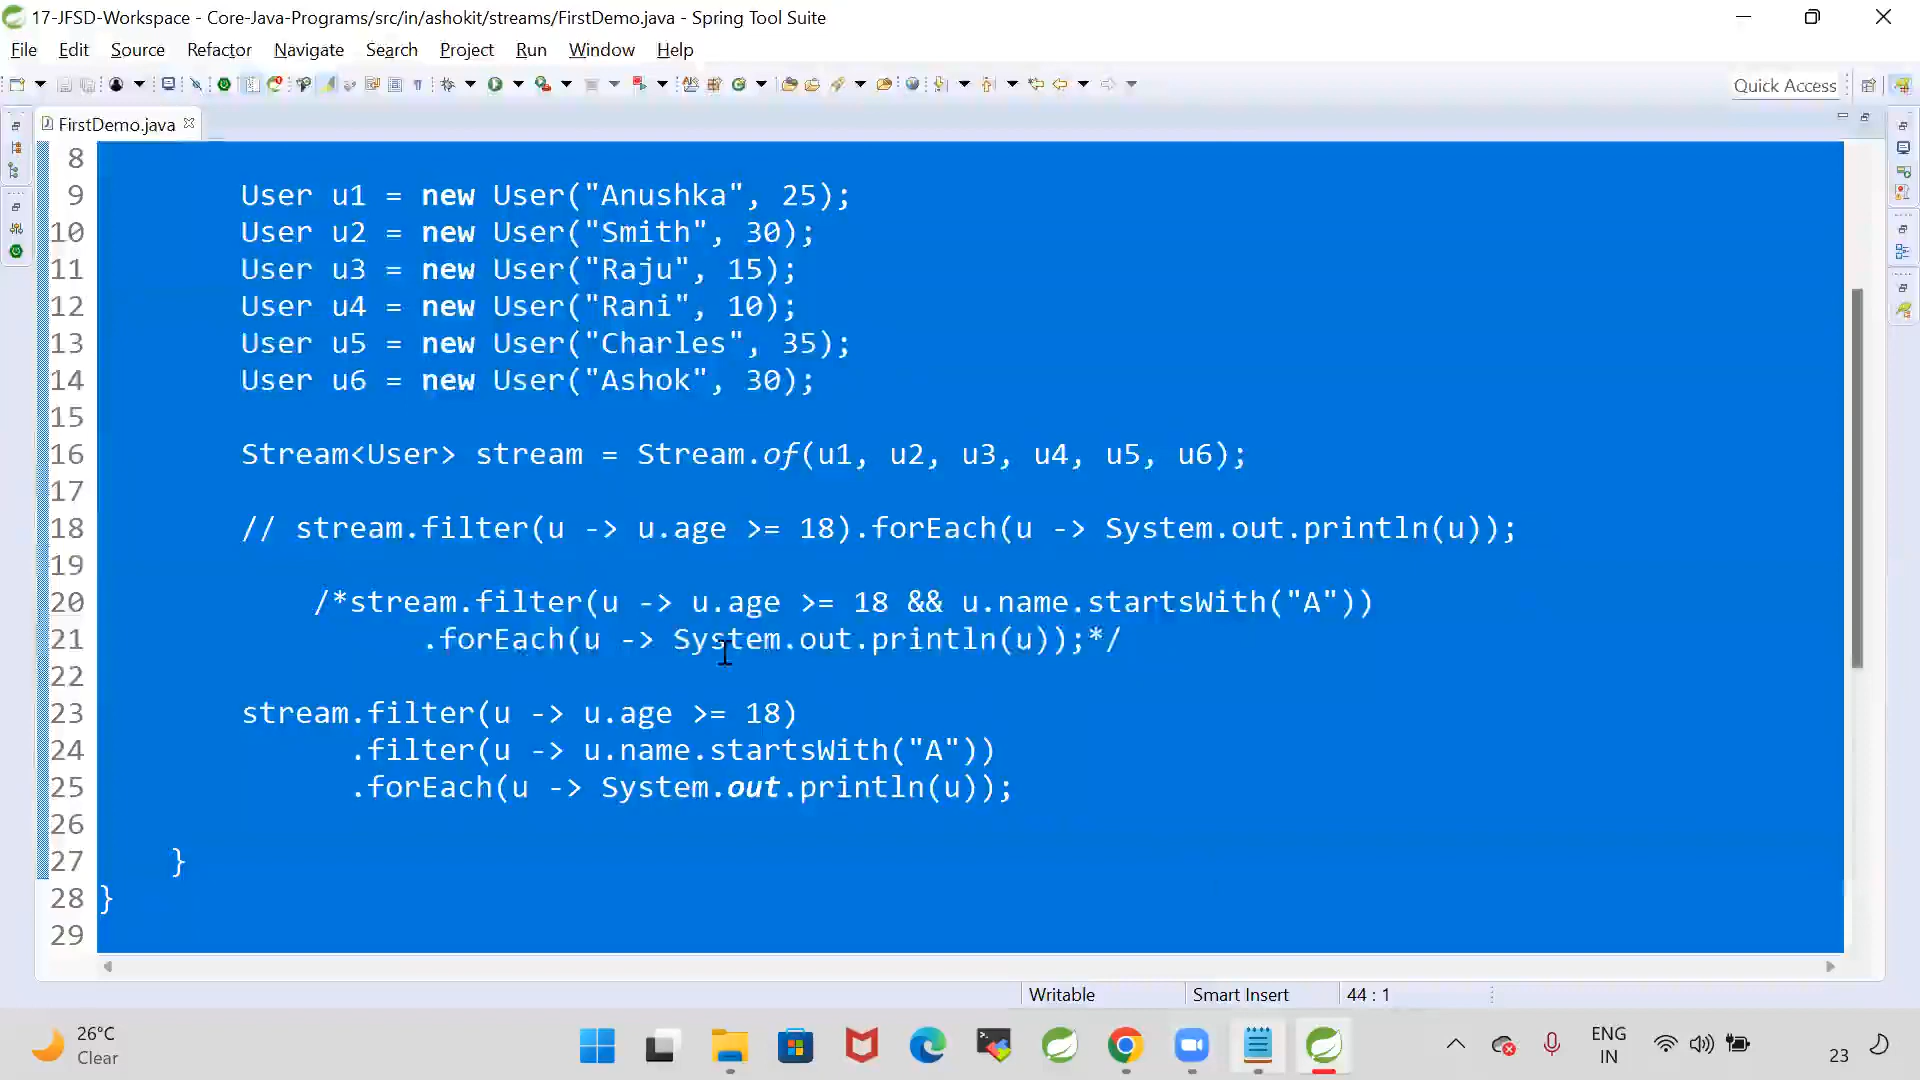 17-JFSD-Workspace - Core-Java-Programs/src/in/ashokit/streams/FirstDemo.java - Spring Tool Suite
File Edit Source Refactor Navigate Search Project Run Window Help
Quick Access
FirstDemo.java
8
9 User u1 = new User("Anushka", 25);
10 User u2 = new User("Smith", 30);
11 User u3 = new User("Raju", 15);
12 User u4 = new User("Rani", 10);
13 User u5 = new User("Charles", 35);
14 User u6 = new User("Ashok", 30);
15
16 Stream<User> stream = Stream.of(u1, u2, u3, u4, u5, u6);
17
18 // stream.filter(u -> u.age >= 18).forEach(u -> System.out.println(u));
19
20 /*stream.filter(u -> u.age >= 18 && u.name.startsWith("A"))
21 .forEach(u -> System.out.println(u));*/
22
23 stream.filter(u -> u.age >= 18)
24 .filter(u -> u.name.startsWith("A"))
25 .forEach(u -> System.out.println(u));
26
27 }
28 }
29
Writable Smart Insert 44 : 1
26°C
Clear
ENG
IN
23